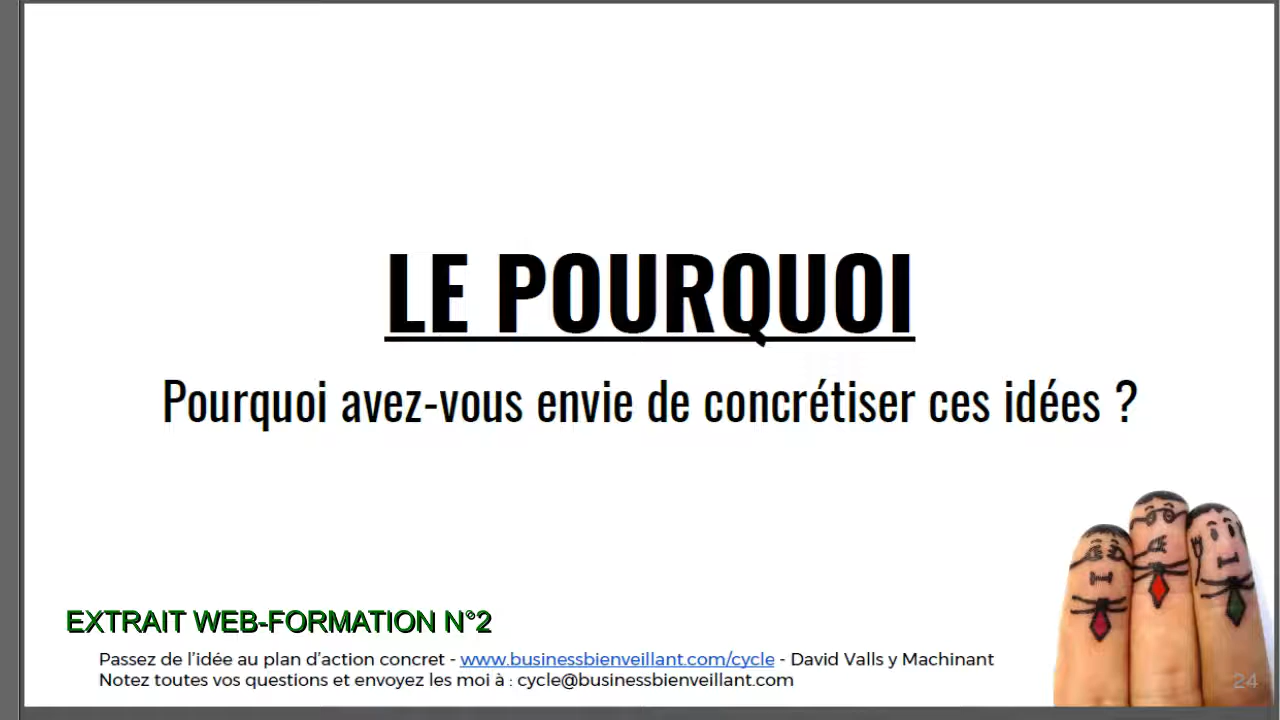 LE POURQUOI
Pourquoi avez-vous envie de concrétiser ces idées ?
EXTRAIT WEB-FORMATION N°2
Passez de l'idée au plan d'action concret - www.businessbienveillant.com/cycle - David Valls y Machinant
Notez toutes vos questions et envoyez les moi à : cycle@businessbienveillant.com
24